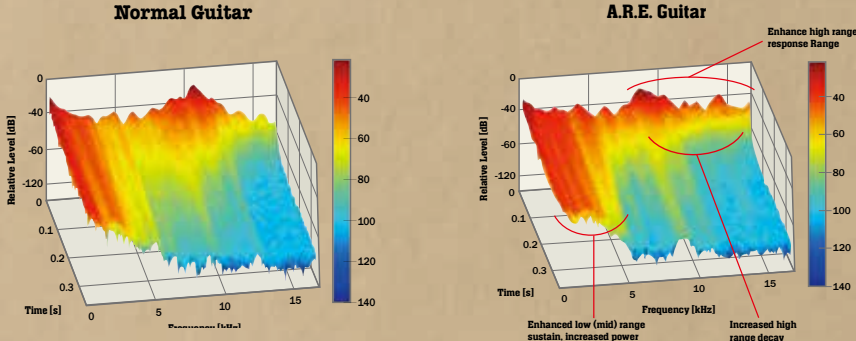 Normal Guitar
0
-40
-60
-120
0
0.1
0.2
0.3
Relative Level [dB]
Time [s]
0
5
10
15
Frequency [kHz]
40
60
80
100
120
140
A.R.E. Guitar
Enhance high range
response Range
0
-40
-60
-120
0
0.1
0.2
0.3
Relative Level [dB]
Time [s]
0
5
10
15
Frequency [kHz]
40
60
80
100
120
140
Enhanced low (mid) range
sustain, increased power
Increased high
range decay